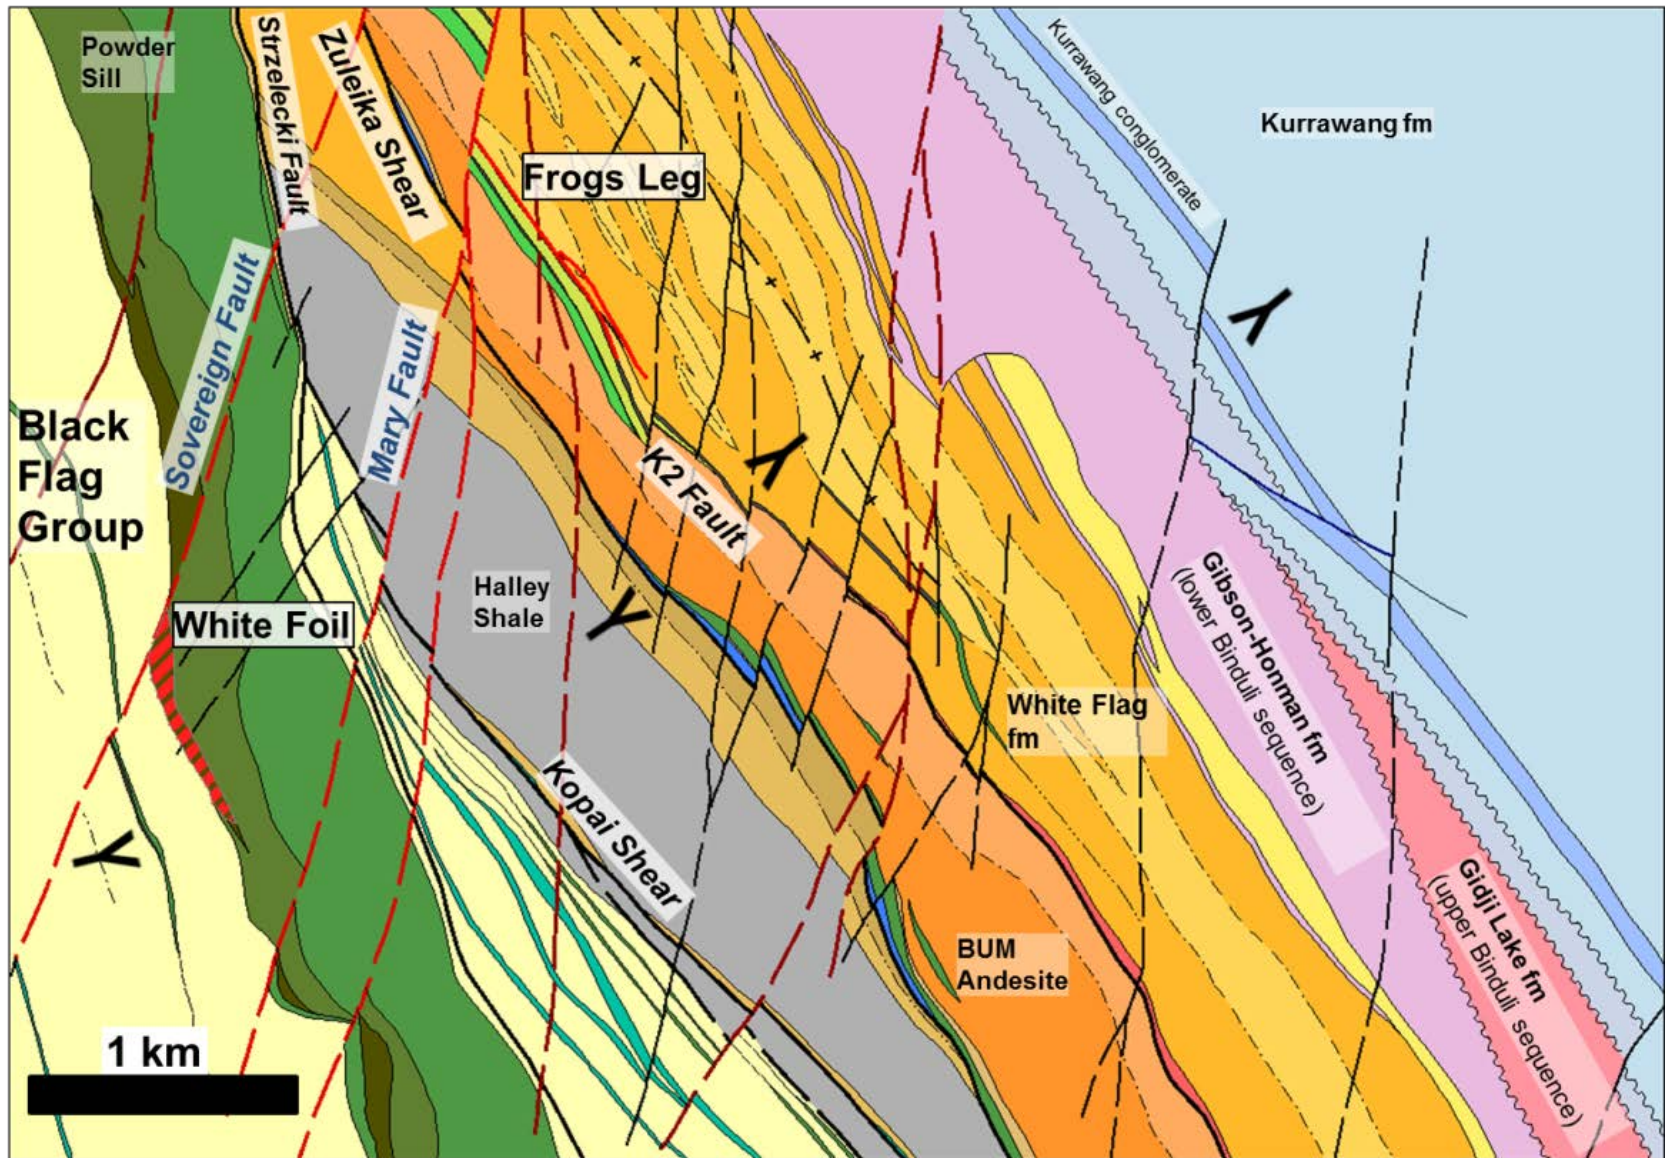 Powder
Sill
Strzelecki Fault
Zuleika Shear
Frogs Leg
Kurrawang conglomerate
Kurrawang fm
Sovereign Fault
Mary Fault
Black
Flag
Group
K2 Fault
White Foil
Halley
Shale
Gibson-Honman fm
(lower Binduli sequence)
White Flag
fm
Kopai Shear
BUM
Andesite
Gidji Lake fm
(upper Binduli sequence)
1 km